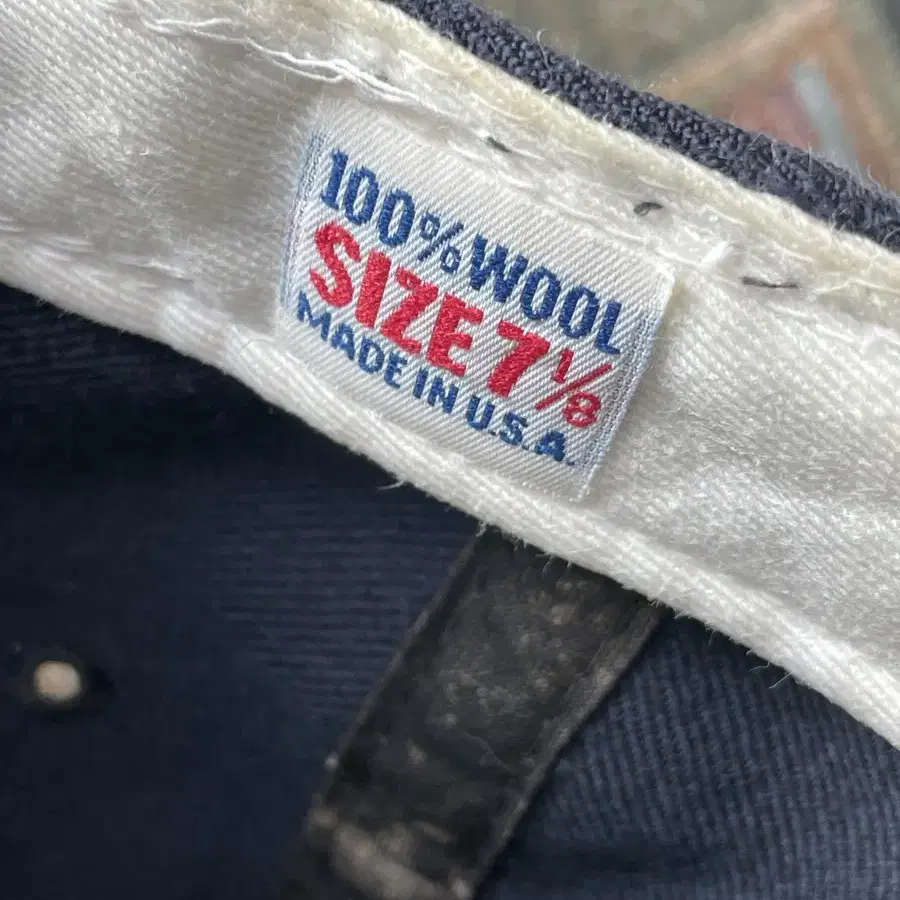 100% WOOL
SIZE 7 1/8
MADE IN U.S.A.